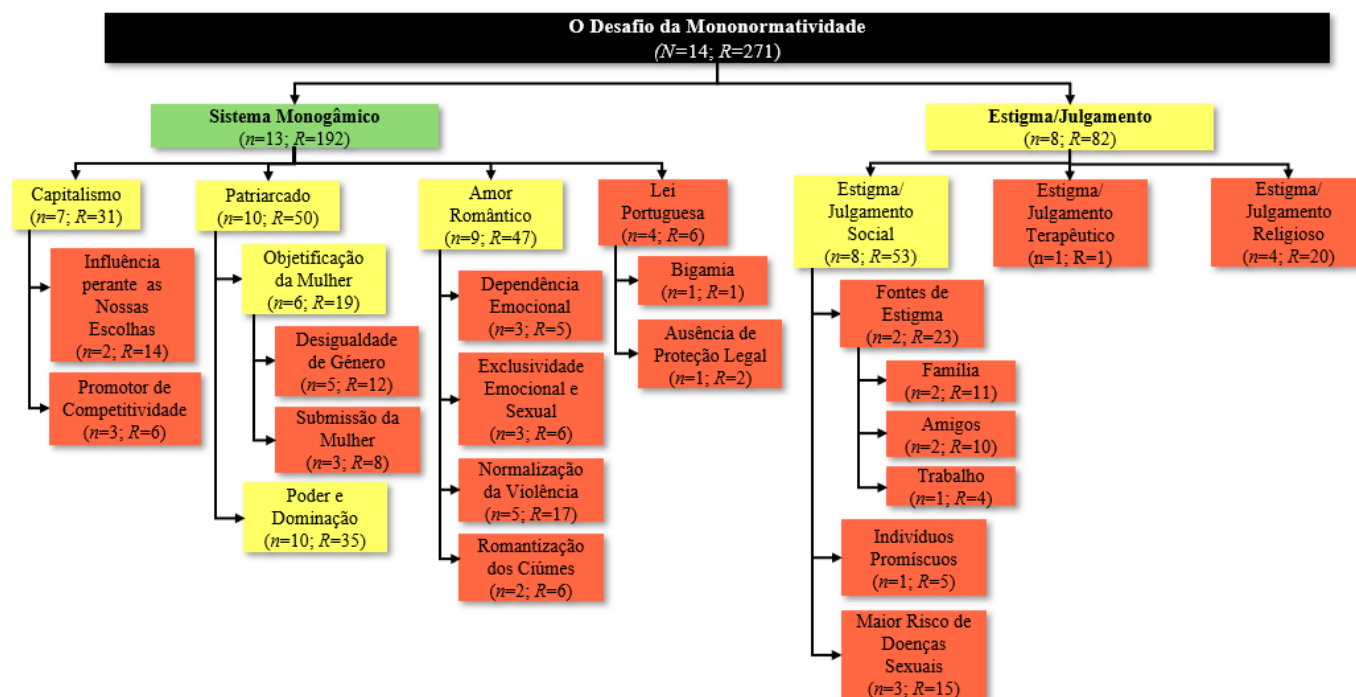 O Desafio da Mononormatividade
(N=14; R=271)
Sistema Monogâmico
(n=13; R=192)
Estigma/Julgamento
(n=8; R=82)
Capitalismo
(n=7; R=31)
Influência
perante as
Nossas
Escolhas
(n=2; R=14)
Promotor de
Competitividade
(n=3; R=6)
Patriarcado
(n=10; R=50)
Objetificação
da Mulher
(n=6; R=19)
Desigualdade
de Género
(n=5; R=12)
Submissão da
Mulher
(n=3; R=8)
Poder e
Dominação
(n=10; R=35)
Amor
Romântico
(n=9; R=47)
Dependência
Emocional
(n=3; R=5)
Exclusividade
Emocional e
Sexual
(n=3; R=6)
Normalização
da Violência
(n=5; R=17)
Romantização
dos Ciúmes
(n=2; R=6)
Lei
Portuguesa
(n=4; R=6)
Bigamia
(n=1; R=1)
Ausência de
Proteção Legal
(n=1; R=2)
Estigma/
Julgamento
Social
(n=8; R=53)
Fontes de
Estigma
(n=2; R=23)
Família
(n=2; R=11)
Amigos
(n=2; R=10)
Trabalho
(n=1; R=4)
Indivíduos
Promíscuos
(n=1; R=5)
Maior Risco de
Doenças
Sexuais
(n=3; R=15)
Estigma/
Julgamento
Terapêutico
(n=1; R=1)
Estigma/
Julgamento
Religioso
(n=4; R=20)